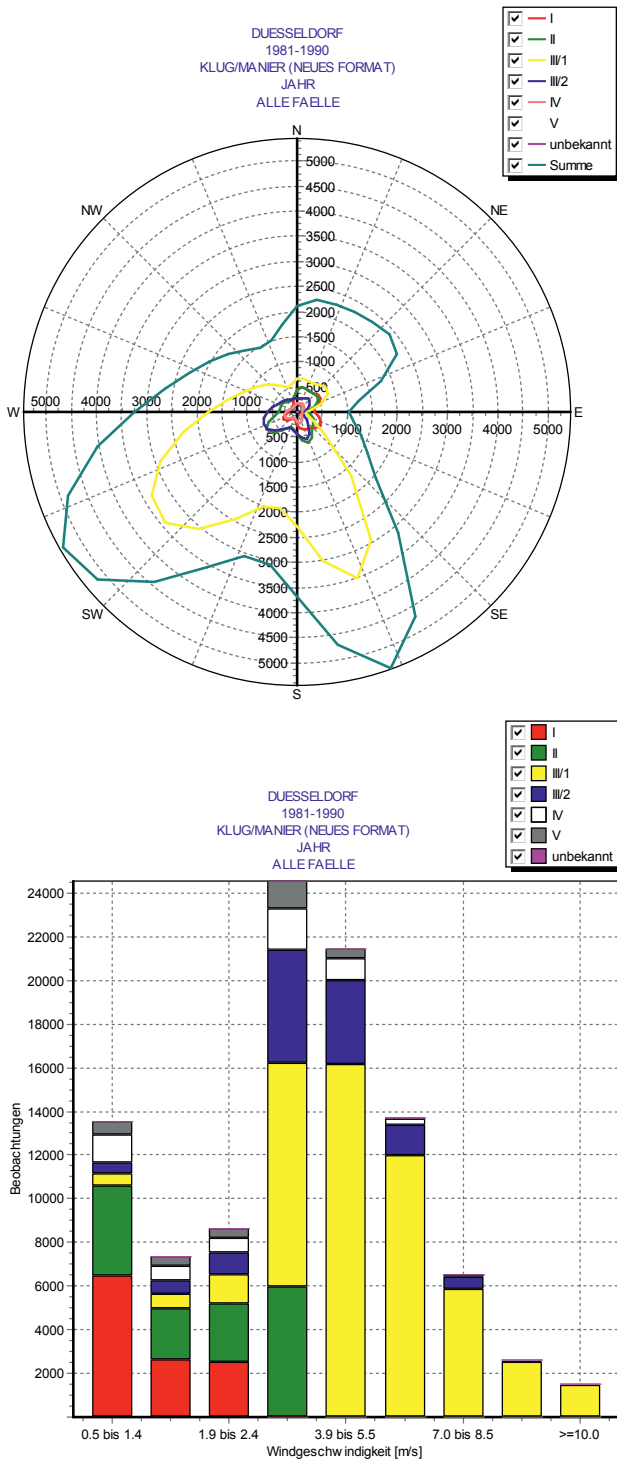 DUESSELDORF
1981-1990
KLUG/MANIER (NEUES FORMAT)
JAHR
ALLE FAELLE
I
II
III/1
III/2
IV
V
unbekannt
Summe
N
NW
NE
5000
4500
4000
3500
3000
2500
2000
1500
1000
500
W
5000
4000
3000
2000
1000
1000
2000
3000
4000
5000
E
500
1000
1500
2000
2500
3000
3500
4000
4500
5000
SW
SE
S
I
II
III/1
III/2
IV
V
unbekannt
DUESSELDORF
1981-1990
KLUG/MANIER (NEUES FORMAT)
JAHR
ALLE FAELLE
24000
22000
20000
18000
16000
14000
12000
10000
8000
6000
4000
2000
Beobachtungen
0.5 bis 1.4
1.9 bis 2.4
3.9 bis 5.5
7.0 bis 8.5
>=10.0
Windgeschwindigkeit [m/s]